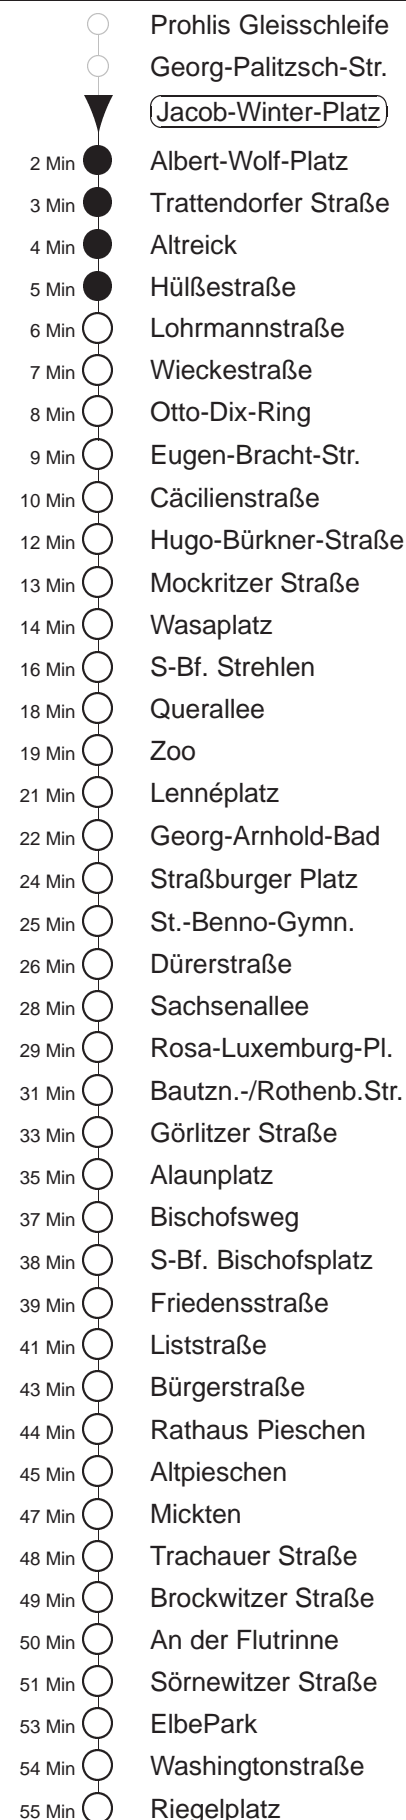 Prohlis Gleisschleife
Georg-Palitzsch-Str.
Jacob-Winter-Platz
2 Min Albert-Wolf-Platz
3 Min Trattendorfer Straße
4 Min Altreick
5 Min Hülßestraße
6 Min Lohrmannstraße
7 Min Wieckestraße
8 Min Otto-Dix-Ring
9 Min Eugen-Bracht-Str.
10 Min Cäcilienstraße
12 Min Hugo-Bürkner-Straße
13 Min Mockritzer Straße
14 Min Wasaplatz
16 Min S-Bf. Strehlen
18 Min Querallee
19 Min Zoo
21 Min Lennéplatz
22 Min Georg-Arnhold-Bad
24 Min Straßburger Platz
25 Min St.-Benno-Gymn.
26 Min Dürerstraße
28 Min Sachsenallee
29 Min Rosa-Luxemburg-Pl.
31 Min Bautzn.-/Rothenb.Str.
33 Min Görlitzer Straße
35 Min Alaunplatz
37 Min Bischofsweg
38 Min S-Bf. Bischofsplatz
39 Min Friedensstraße
41 Min Liststraße
43 Min Bürgerstraße
44 Min Rathaus Pieschen
45 Min Altpieschen
47 Min Mickten
48 Min Trachauer Straße
49 Min Brockwitzer Straße
50 Min An der Flutrinne
51 Min Sörnewitzer Straße
53 Min ElbePark
54 Min Washingtonstraße
55 Min Riegelplatz